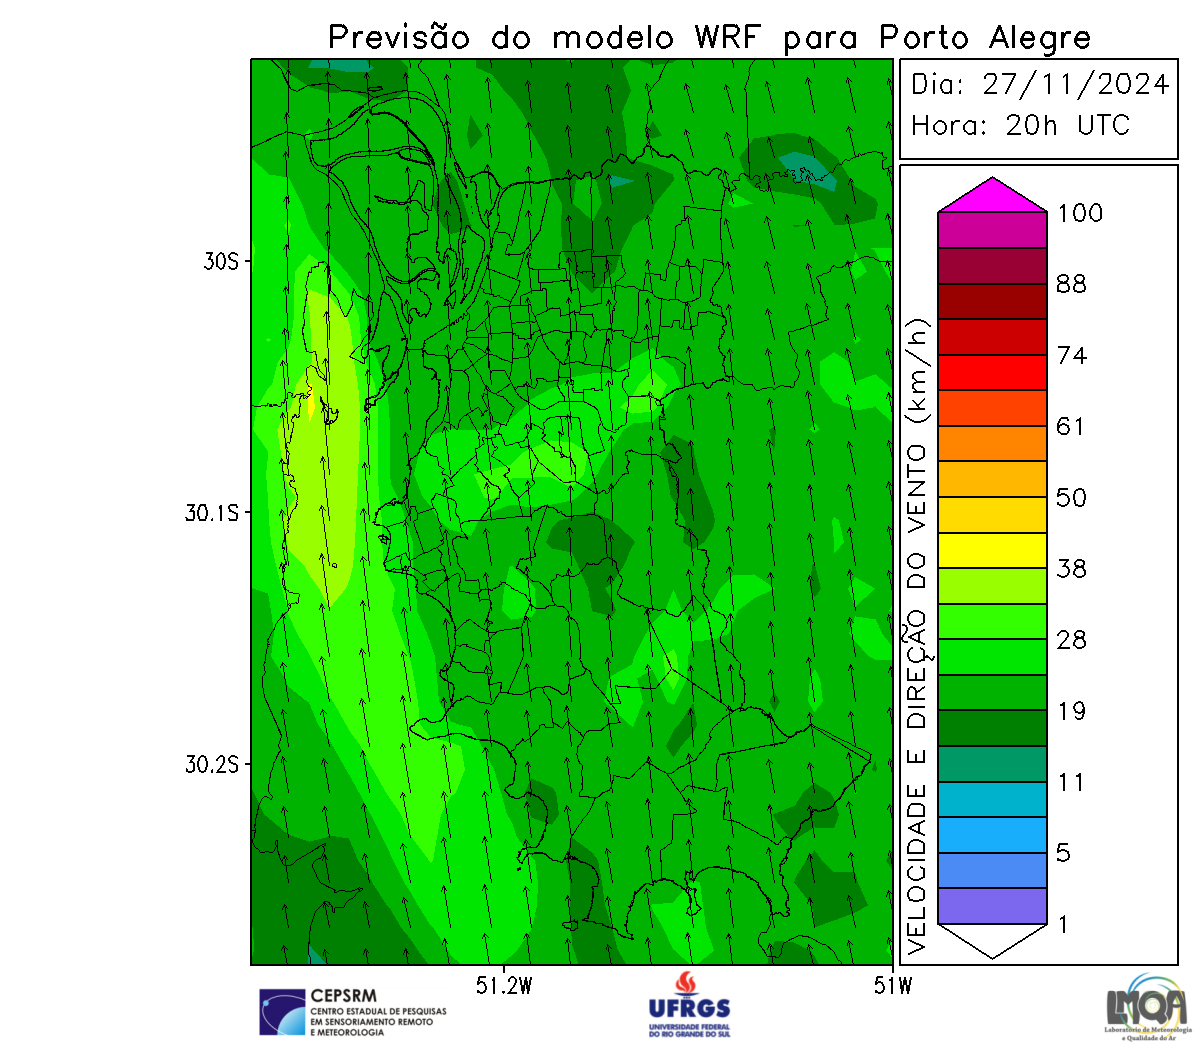 Previsão do modelo WRF para Porto Alegre
Dia: 27/11/2024
Hora: 20h UTC
30S
30.1S
30.2S
51.2W
51W
VELOCIDADE E DIREÇÃO DO VENTO (km/h)
100
88
74
61
50
38
28
19
11
5
1
CEPSRM
CENTRO ESTADUAL DE PESQUISAS
EM SENSORIAMENTO REMOTO
E METEOROLOGIA
UFRGS
UNIVERSIDADE FEDERAL
DO RIO GRANDE DO SUL
LMQA
Laboratório de Meteorologia
e Qualidade do Ar